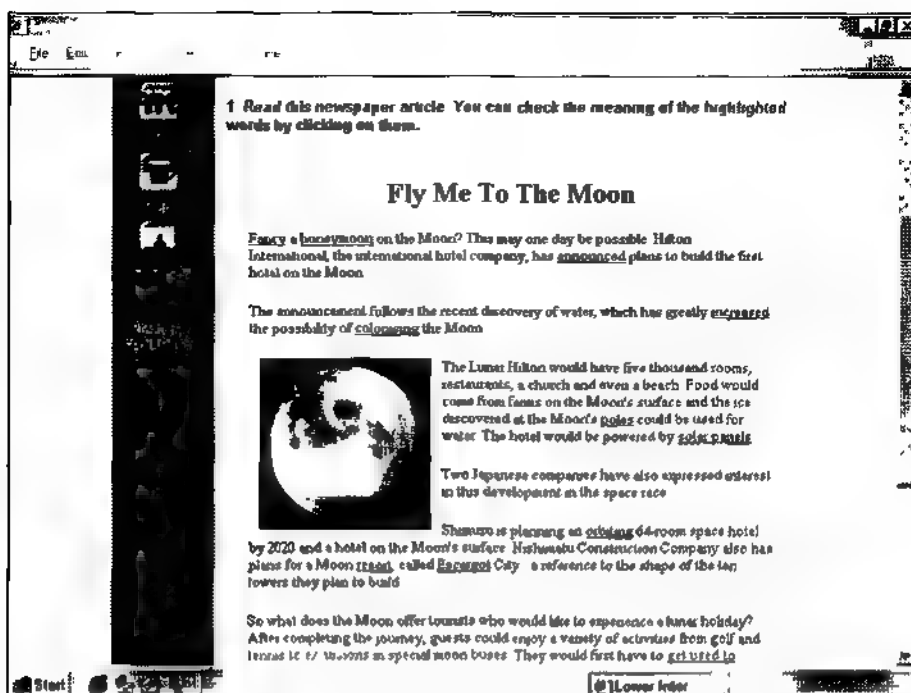 File Edit
1 Read this newspaper article You can check the meaning of the highlighted
words by clicking on them.
Fly Me To The Moon
Fancy a honeymoon on the Moon? This may one day be possible Hilton
International, the international hotel company, has announced plans to build the first
hotel on the Moon
The announcement follows the recent discovery of water, which has greatly increased
the possibility of colonising the Moon
The Lunar Hilton would have five thousand rooms,
restaurants, a church and even a beach Food would
come from farms on the Moon's surface and the ice
discovered at the Moon's poles could be used for
water The hotel would be powered by solar panels
Two Japanese companies have also expressed interest
in this development in the space race
Shimizu is planning an orbiting 64-room space hotel
by 2020 and a hotel on the Moon's surface Nishimatsu Construction Company also has
plans for a Moon resort, called Escargot City a reference to the shape of the ten
towers they plan to build
So what does the Moon offer tourists who would like to experience a lunar holiday?
After completing the journey, guests could enjoy a variety of activities from golf and
tennis to in special moon buses They would first have to get used to
Start
Lower Inter